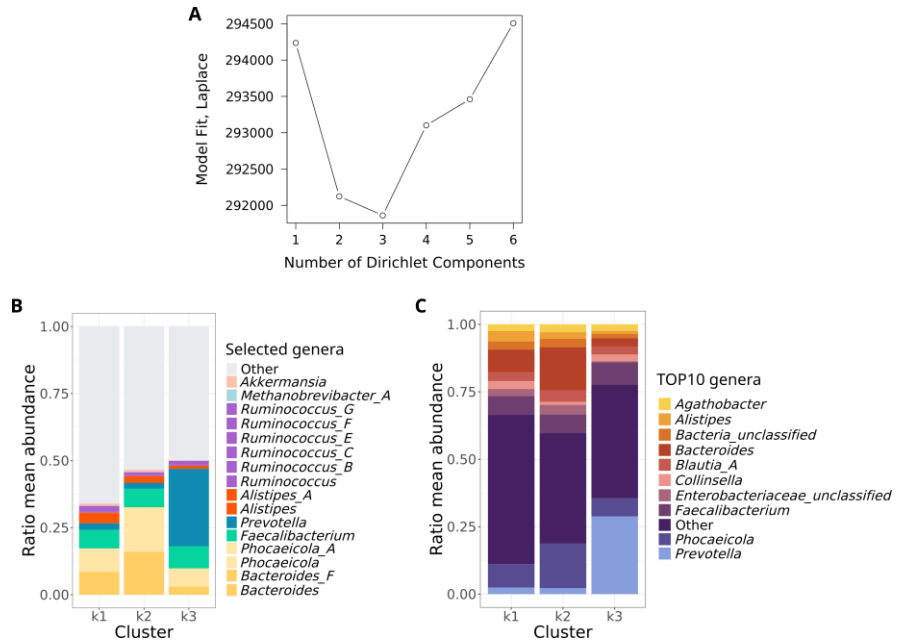 A
Model Fit, Laplace
294500
294000
293500
293000
292500
292000
1 2 3 4 5 6
Number of Dirichlet Components
B
Ratio mean abundance
1.00
0.75
0.50
0.25
0.00
k1 k2 k3
Cluster
Selected genera
Other
Akkermansia
Methanobrevibacter_A
Ruminococcus_G
Ruminococcus_F
Ruminococcus_E
Ruminococcus_C
Ruminococcus_B
Ruminococcus
Alistipes_A
Alistipes
Prevotella
Faecalibacterium
Phocaeicola_A
Phocaeicola
Bacteroides_F
Bacteroides
C
Ratio mean abundance
1.00
0.75
0.50
0.25
0.00
k1 k2 k3
Cluster
TOP10 genera
Agathobacter
Alistipes
Bacteria_unclassified
Bacteroides
Blautia_A
Collinsella
Enterobacteriaceae_unclassified
Faecalibacterium
Other
Phocaeicola
Prevotella